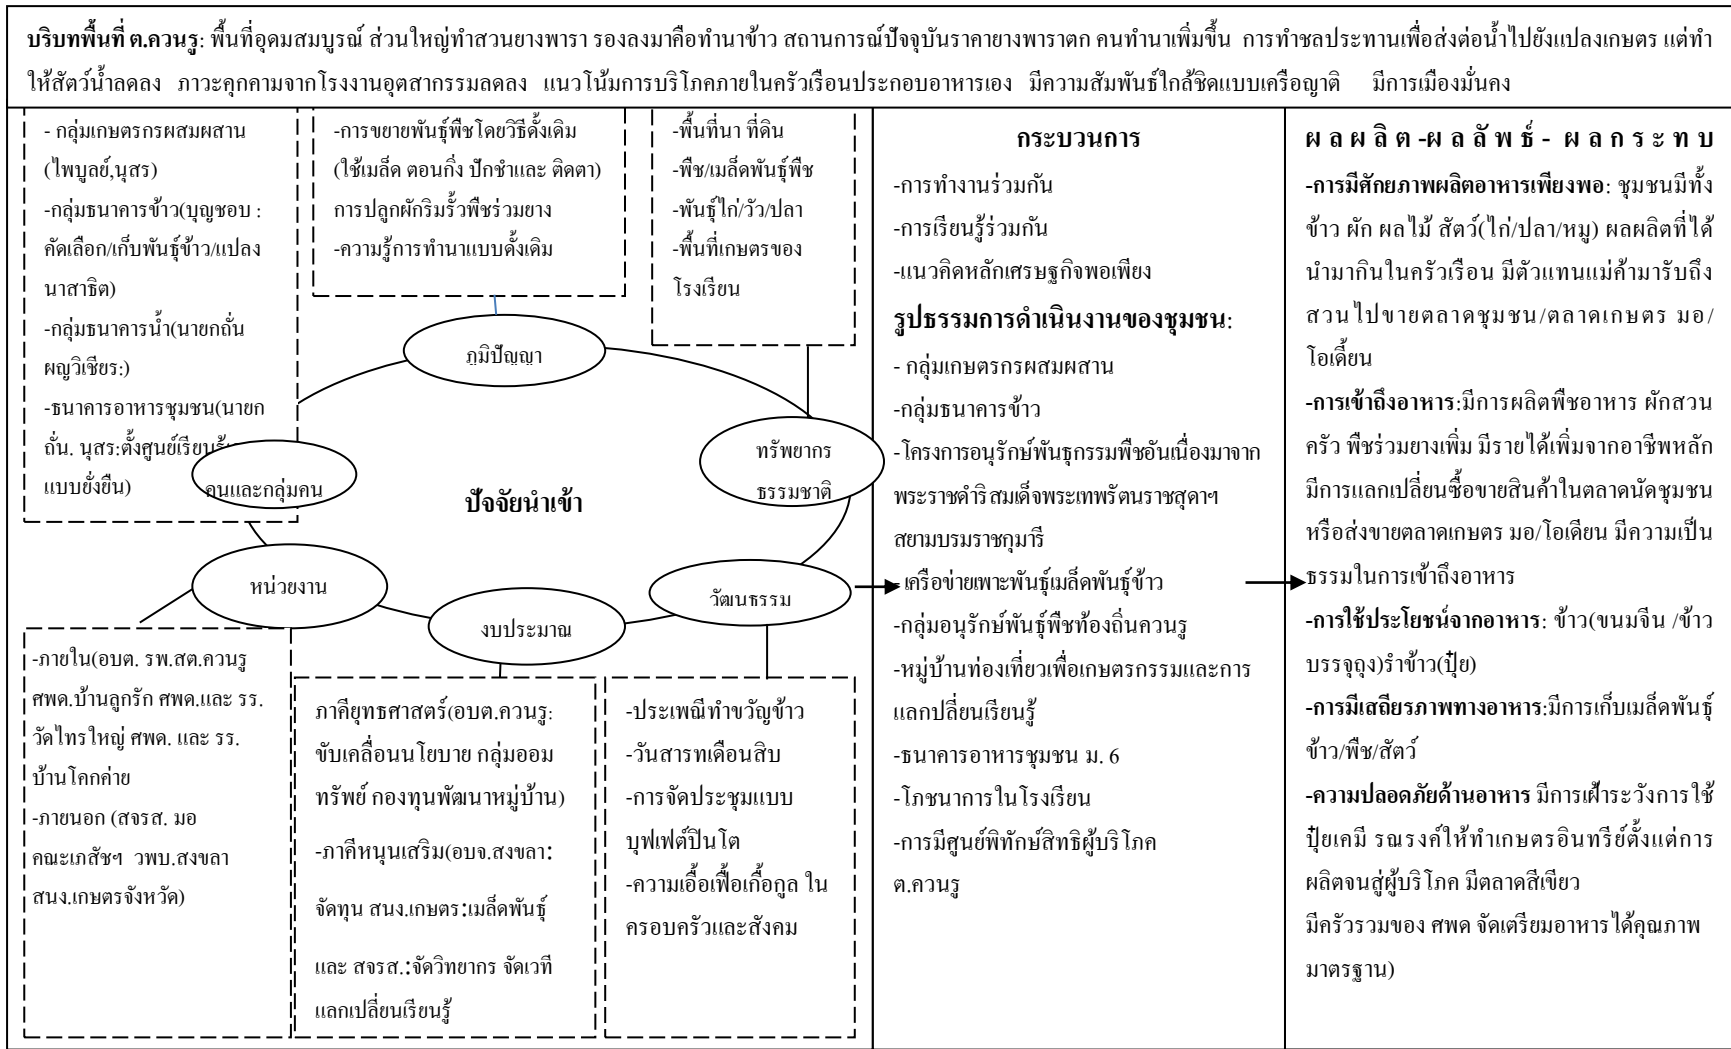 บริบทพื้นที่ ต.ควนรู: พื้นที่อุดมสมบูรณ์ ส่วนใหญ่ทำสวนยางพารา รองลงมาคือทำนาข้าว สถานการณ์ปัจจุบันราคายางพาราตก คนทำนาเพิ่มขึ้น การทำชลประทานเพื่อส่งต่อน้ำไปยังแปลงเกษตร แต่ทำ
ให้สัตว์น้ำลดลง ภาวะคุกคามจากโรงงานอุตสากรรมลดลง แนวโน้มการบริโภคภายในครัวเรือนประกอบอาหารเอง มีความสัมพันธ์ใกล้ชิดแบบเครือญาติ มีการเมืองมั่นคง
- กลุ่มเกษตรกรผสมผสาน
(ไพบูลย์,นุสร)
-กลุ่มธนาคารข้าว(บุญชอบ :
คัดเลือก/เก็บพันธุ์ข้าว/แปลง
นาสาธิต)
-กลุ่มธนาคารน้ำ(นายกถั่น
ผญวิเชียร:)
-ธนาคารอาหารชุมชน(นายก
ถั่น. นุสร:ตั้งศูนย์เรียนรู้
แบบยั่งยืน)
-การขยายพันธุ์พืชโดยวิธีดั้งเดิม
(ใช้เมล็ด ตอนกิ่ง ปักชำและ ติดตา)
การปลูกผักริมรั้วพืชร่วมยาง
-ความรู้การทำนาแบบดั้งเดิม
-พื้นที่นา ที่ดิน
-พืช/เมล็ดพันธุ์พืช
-พันธุ์ไก่/วัว/ปลา
-พื้นที่เกษตรของ
โรงเรียน
ภูมิปัญญา
ทรัพยากร
ธรรมชาติ
คนและกลุ่มคน
ปัจจัยนำเข้า
หน่วยงาน
งบประมาณ
วัฒนธรรม
-ภายใน(อบต. รพ.สต.ควนรู
ศพด.บ้านลูกรัก ศพด.และ รร.
วัดไทรใหญ่ ศพด. และ รร.
บ้านโคกค่าย
-ภายนอก (สจรส. มอ
คณะเภสัชฯ วพบ.สงขลา
สนง.เกษตรจังหวัด)
ภาคียุทธศาสตร์(อบต.ควนรู:
ขับเคลื่อนนโยบาย กลุ่มออม
ทรัพย์ กองทุนพัฒนาหมู่บ้าน)
-ภาคีหนุนเสริม(อบจ.สงขลา:
จัดทุน สนง.เกษตร:เมล็ดพันธุ์
และ สจรส.:จัดวิทยากร จัดเวที
แลกเปลี่ยนเรียนรู้
-ประเพณีทำขวัญข้าว
-วันสารทเดือนสิบ
-การจัดประชุมแบบ
บุฟเฟต์ปินโต
-ความเอื้อเฟื้อเกื้อกูล ใน
ครอบครัวและสังคม
กระบวนการ
-การทำงานร่วมกัน
-การเรียนรู้ร่วมกัน
-แนวคิดหลักเศรษฐกิจพอเพียง
รูปธรรมการดำเนินงานของชุมชน:
- กลุ่มเกษตรกรผสมผสาน
-กลุ่มธนาคารข้าว
-โครงการอนุรักษ์พันธุกรรมพืชอันเนื่องมาจาก
พระราชดำริสมเด็จพระเทพรัตนราชสุดาฯ
สยามบรมราชกุมารี
-เครือข่ายเพาะพันธุ์เมล็ดพันธุ์ข้าว
-กลุ่มอนุรักษ์พันธุ์พืชท้องถิ่นควนรู
-หมู่บ้านท่องเที่ยวเพื่อเกษตรกรรมและการ
แลกเปลี่ยนเรียนรู้
-ธนาคารอาหารชุมชน ม. 6
-โภชนาการในโรงเรียน
-การมีศูนย์พิทักษ์สิทธิผู้บริโภค
ต.ควนรู
ผลผลิต-ผลลัพธ์- ผลกระทบ
-การมีศักยภาพผลิตอาหารเพียงพอ: ชุมชนมีทั้ง
ข้าว ผัก ผลไม้ สัตว์(ไก่/ปลา/หมู) ผลผลิตที่ได้
นำมากินในครัวเรือน มีตัวแทนแม่ค้ามารับถึง
สวนไปขายตลาดชุมชน/ตลาดเกษตร มอ/
โอเดี้ยน
-การเข้าถึงอาหาร:มีการผลิตพืชอาหาร ผักสวน
ครัว พืชร่วมยางเพิ่ม มีรายได้เพิ่มจากอาชีพหลัก
มีการแลกเปลี่ยนซื้อขายสินค้าในตลาดนัดชุมชน
หรือส่งขายตลาดเกษตร มอ/โอเดียน มีความเป็น
ธรรมในการเข้าถึงอาหาร
-การใช้ประโยชน์จากอาหาร: ข้าว(ขนมจีน /ข้าว
บรรจุถุง)รำข้าว(ปุ๋ย)
-การมีเสถียรภาพทางอาหาร:มีการเก็บเมล็ดพันธุ์
ข้าว/พืช/สัตว์
-ความปลอดภัยด้านอาหาร มีการเฝ้าระวังการใช้
ปุ๋ยเคมี รณรงค์ให้ทำเกษตรอินทรีย์ตั้งแต่การ
ผลิตจนสู่ผู้บริโภค มีตลาดสีเขียว
มีครัวรวมของ ศพด จัดเตรียมอาหารได้คุณภาพ
มาตรฐาน)